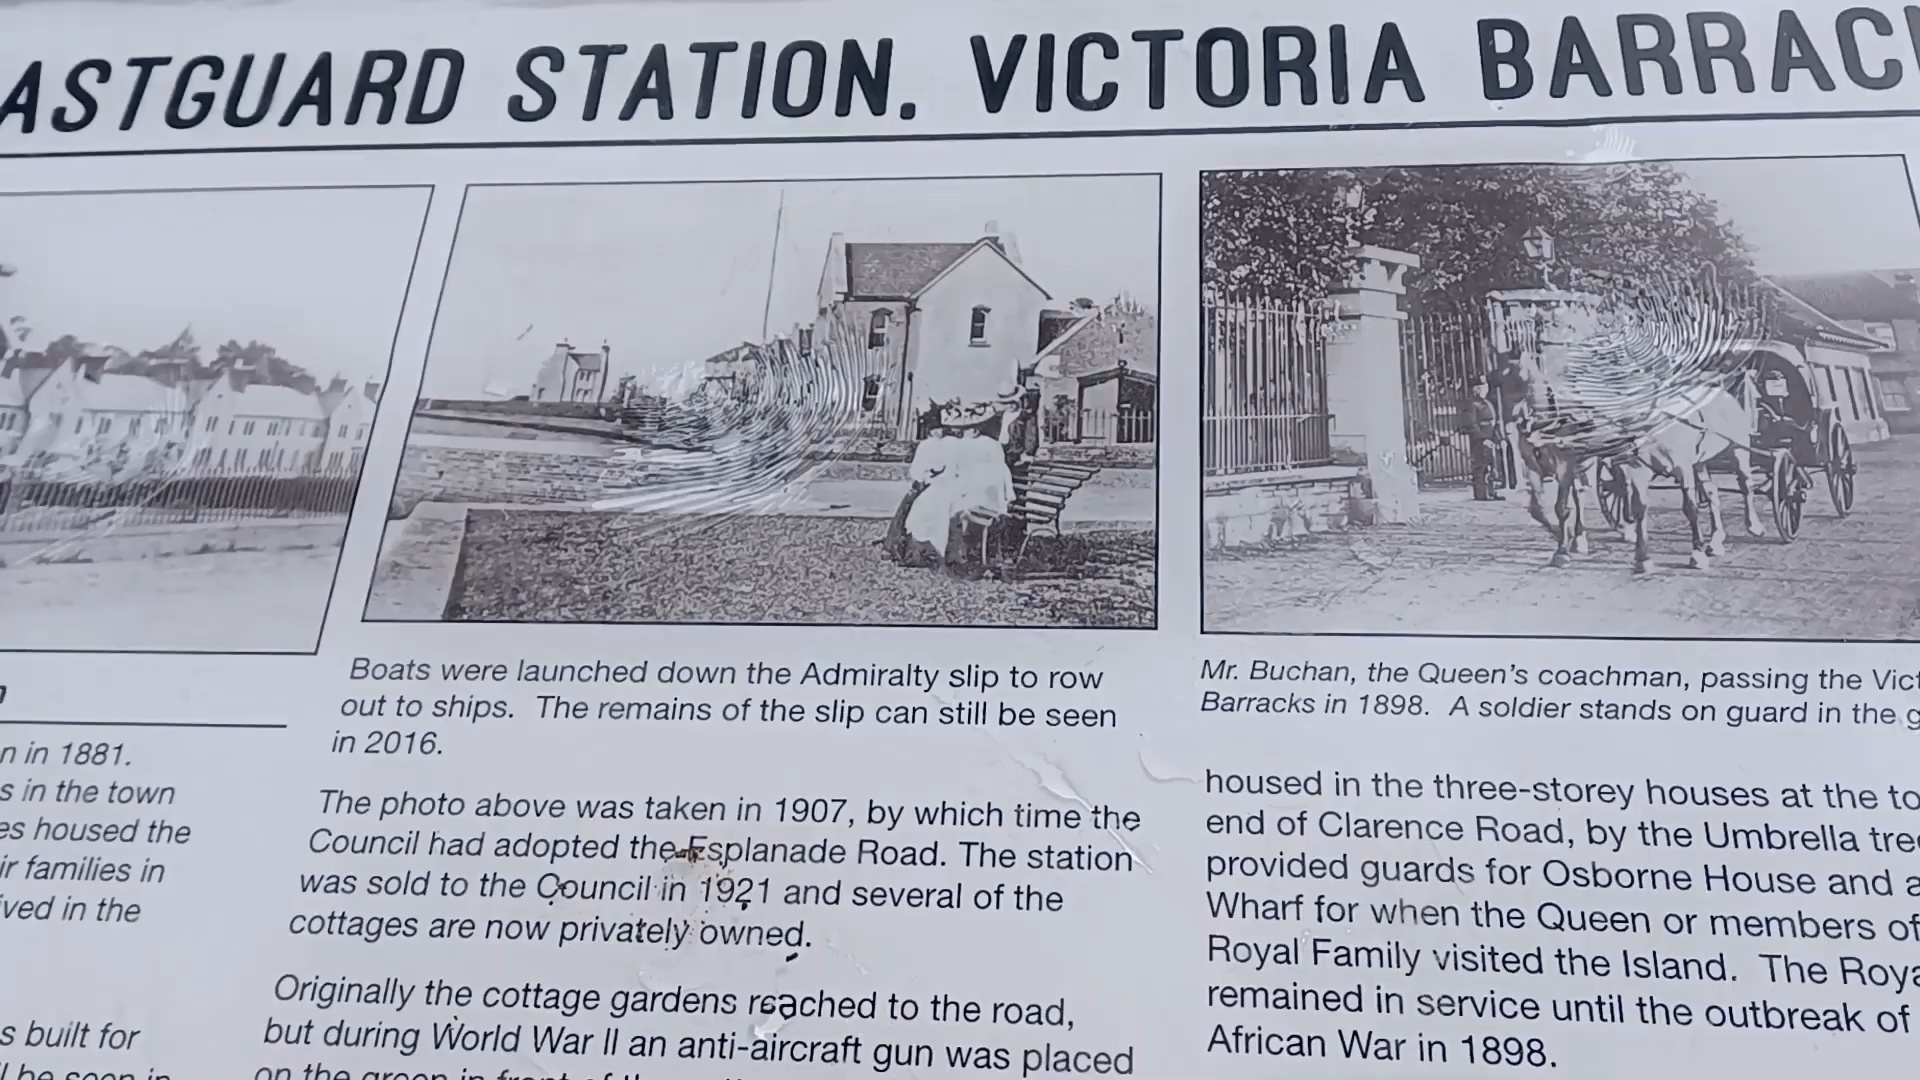 ASTGUARD STATION. VICTORIA BARRAC
n in 1881.
s in the town
es housed the
ir families in
ived in the
s built for
Boats were launched down the Admiralty slip to row
out to ships. The remains of the slip can still be seen
in 2016.
The photo above was taken in 1907, by which time the
Council had adopted the Esplanade Road. The station
was sold to the Council in 1921 and several of the
cottages are now privately owned.
Originally the cottage gardens reached to the road,
but during World War II an anti-aircraft gun was placed
on the green in front of
Mr. Buchan, the Queen's coachman, passing the Vict
Barracks in 1898. A soldier stands on guard in the g
housed in the three-storey houses at the to
end of Clarence Road, by the Umbrella tree
provided guards for Osborne House and a
Wharf for when the Queen or members of
Royal Family visited the Island. The Roya
remained in service until the outbreak of
African War in 1898.